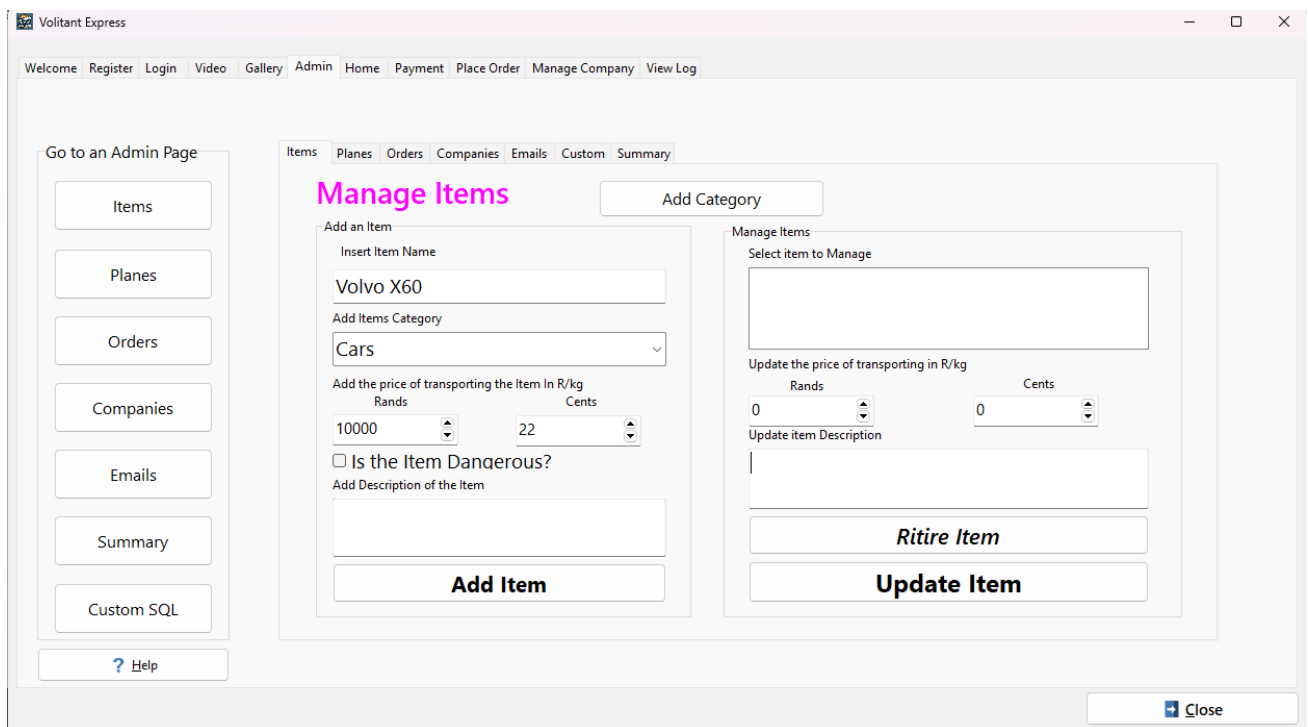 Volitant Express
Welcome Register Login Video Gallery Admin Home Payment Place Order Manage Company View Log
Go to an Admin Page
Items
Planes
Orders
Companies
Emails
Summary
Custom SQL
? Help
Items Planes Orders Companies Emails Custom Summary
Manage Items
Add Category
Add an Item
Insert Item Name
Volvo X60
Add Items Category
Cars
Add the price of transporting the Item In R/kg
Rands Cents
10000 22
Is the Item Dangerous?
Add Description of the Item
Add Item
Manage Items
Select item to Manage
Update the price of transporting in R/kg
Rands Cents
0 0
Update item Description
Ritire Item
Update Item
Close